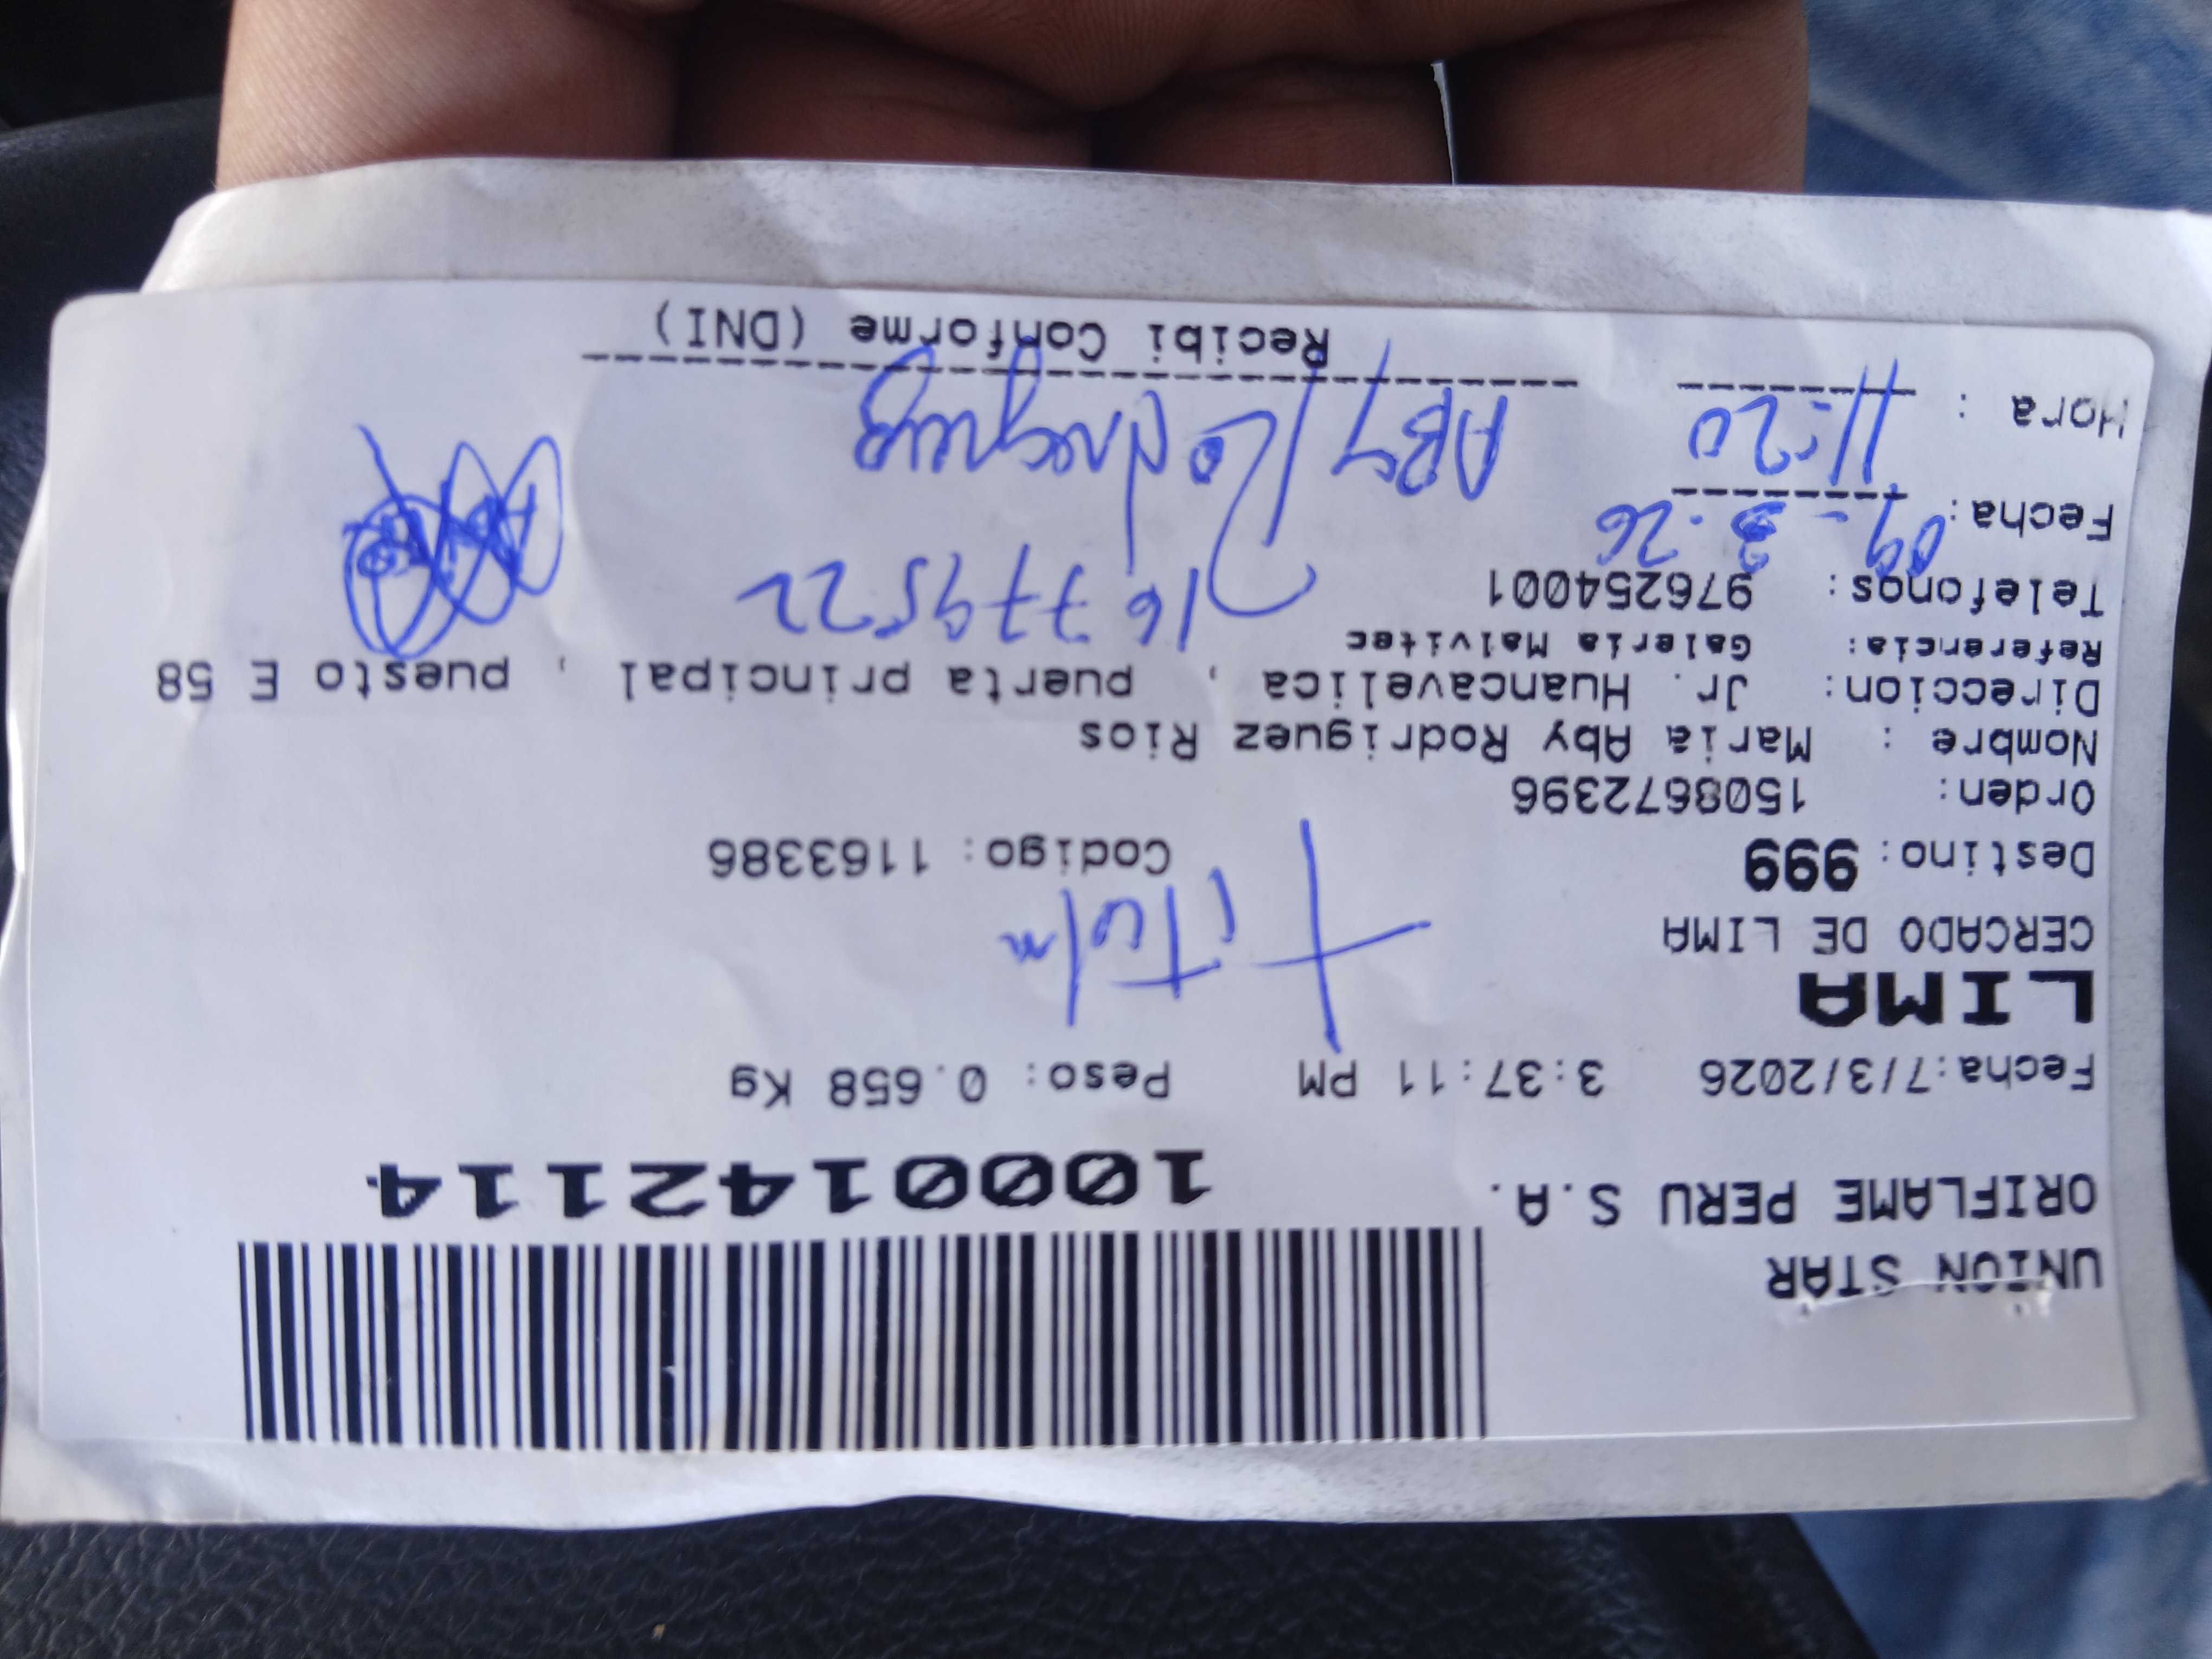 UNION STAR
ORIFLAME PERU S.A.
1000142114
Fecha:7/3/2026 3:37:11 PM Peso: 0.658 Kg
LIMA
CERCADO DE LIMA
Titular
Destino: 999 Codigo: 1163386
Orden: 1508672396
Nombre : Maria Aby Rodriguez Rios
Direccion: Jr. Huancavelica , puerta principal , puesto E 58
Referencia: Galeria Malvitec
Telefonos: 976254001
16779522
Fecha: 09-3-26
ABY Rodriguez
Hora : 11:20
Recibi Conforme (DNI)